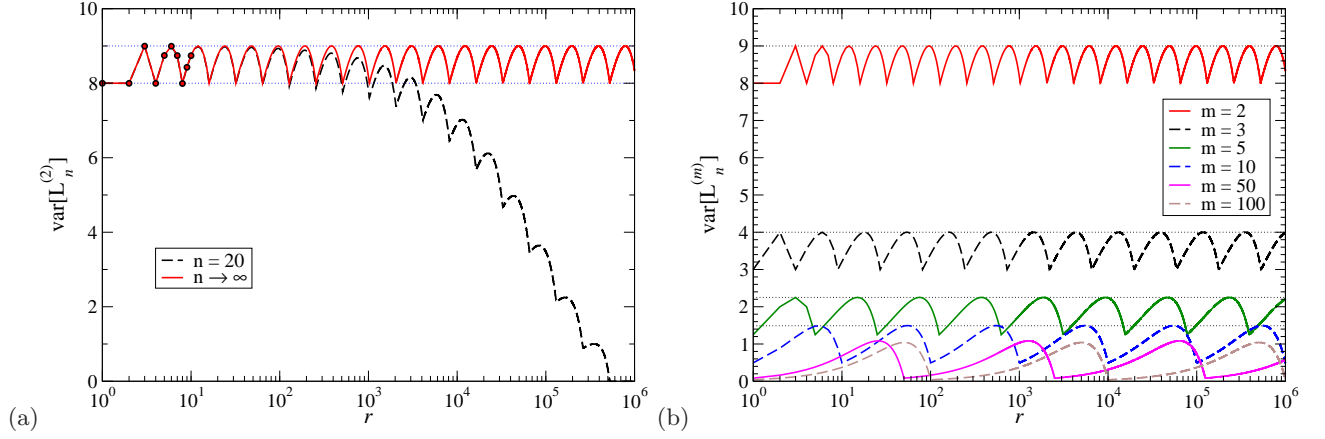 10
8
6
4
2
0
var[L_n^(2)]
n = 20
n → ∞
10^0 10^1 10^2 10^3 10^4 10^5 10^6
r
(a)
10
9
8
7
6
5
4
3
2
1
0
var[L_n^(m)]
m = 2
m = 3
m = 5
m = 10
m = 50
m = 100
10^0 10^1 10^2 10^3 10^4 10^5 10^6
r
(b)